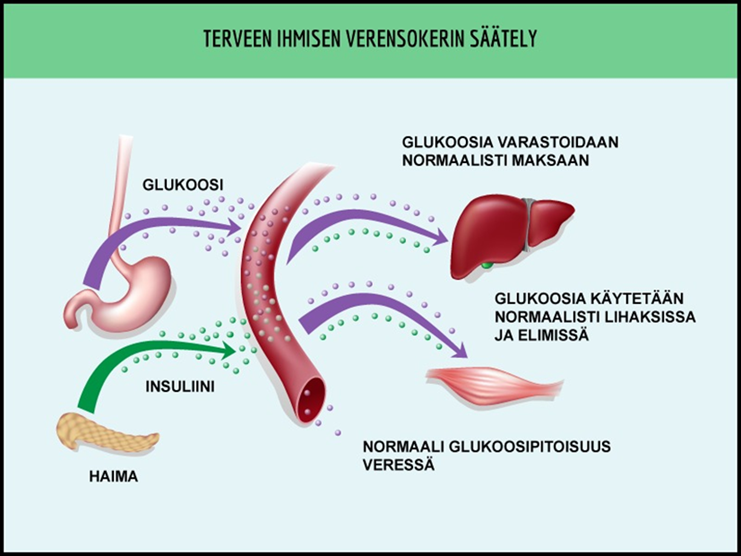 TERVEEN IHMISEN VERENSOKERIN SÄÄTELY
GLUKOOSIA VARASTOIDAAN
NORMAALISTI MAKSAAN
GLUKOOSI
GLUKOOSIA KÄYTETÄÄN
NORMAALISTI LIHAKSISSA
JA ELIMISSÄ
INSULIINI
NORMAALI GLUKOOSIPITOISUUS
VERESSÄ
HAIMA